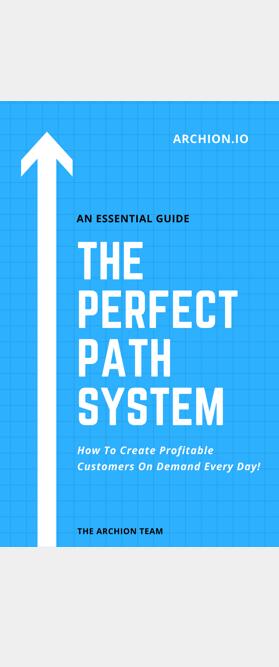 ARCHION.IO
AN ESSENTIAL GUIDE
THE
PERFECT
PATH
SYSTEM
How To Create Profitable
Customers On Demand Every Day!
THE ARCHION TEAM